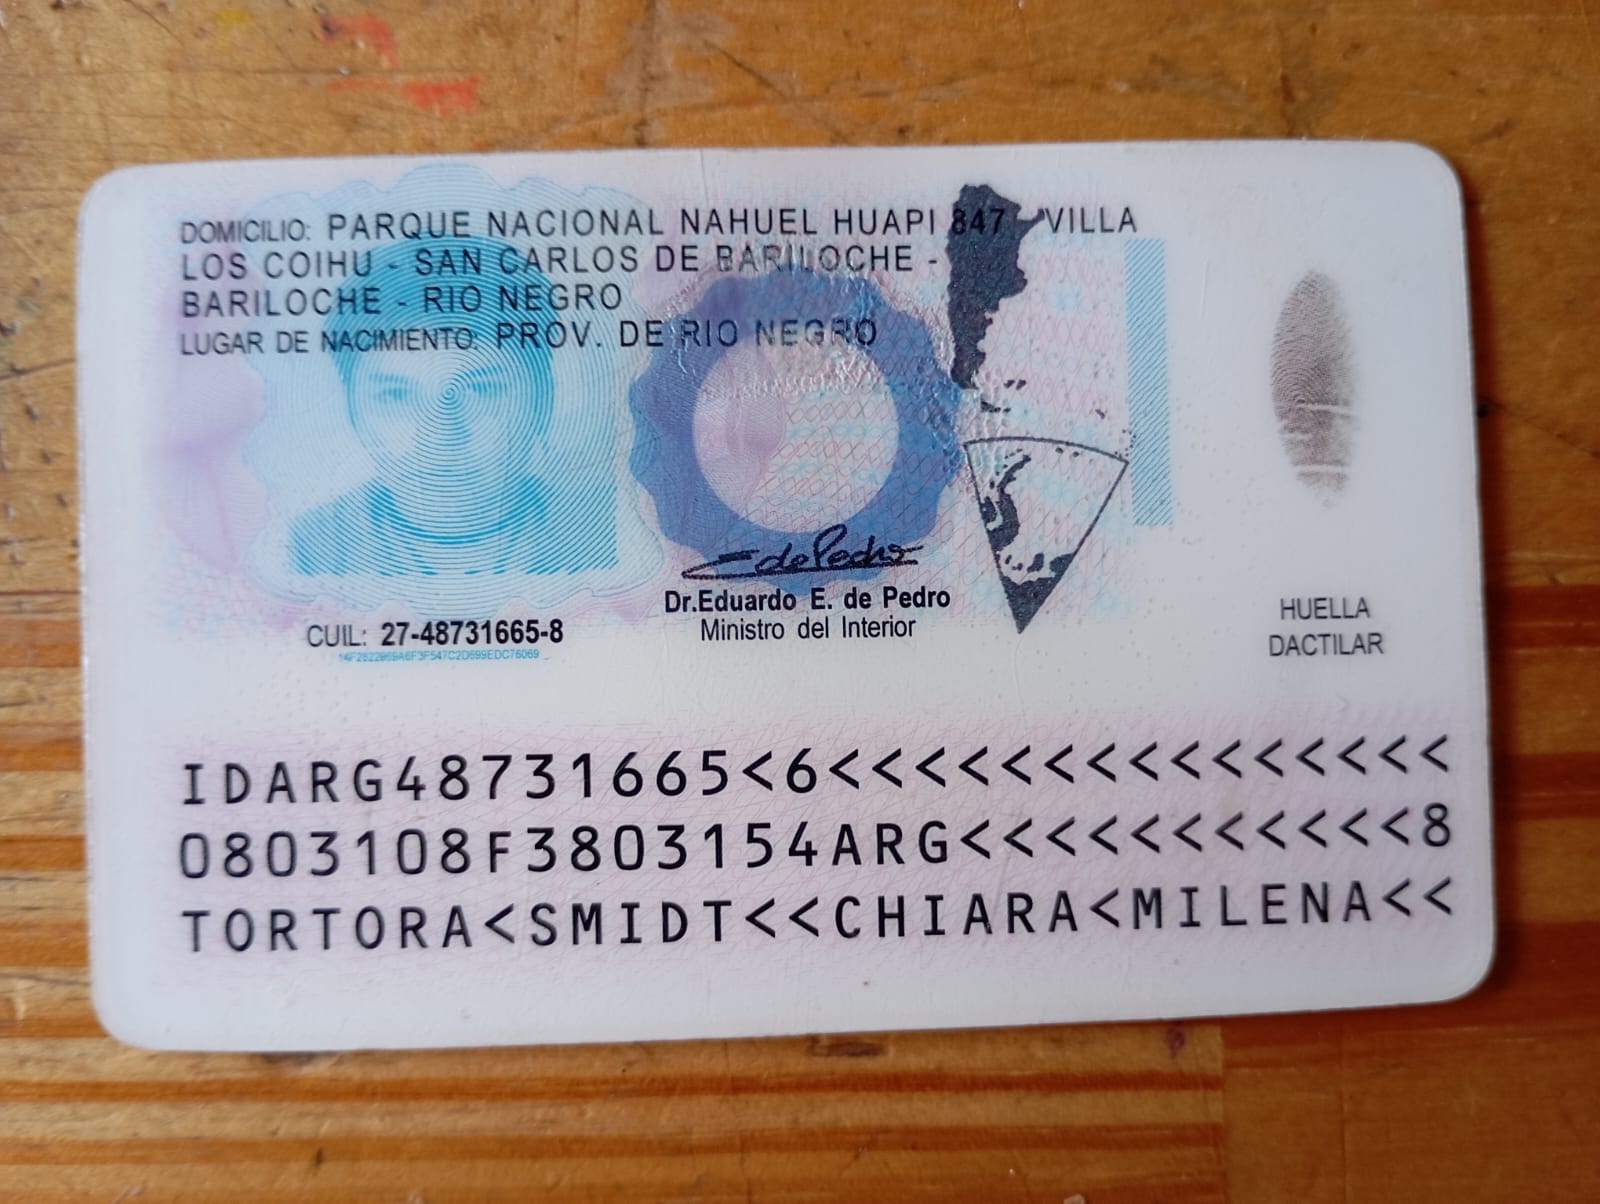 DOMICILIO: PARQUE NACIONAL NAHUEL HUAPI 847 - VILLA
LOS COIHU - SAN CARLOS DE BARILOCHE -
BARILOCHE - RIO NEGRO
LUGAR DE NACIMIENTO: PROV. DE RIO NEGRO
E de Pedro
Dr.Eduardo E. de Pedro
Ministro del Interior
CUIL: 27-48731665-8
HUELLA
DACTILAR
IDARG48731665<6<<<<<<<<<<<<<<<
0803108F3803154ARG<<<<<<<<<<<8
TORTORA<SMIDT<<CHIARA<MILENA<<